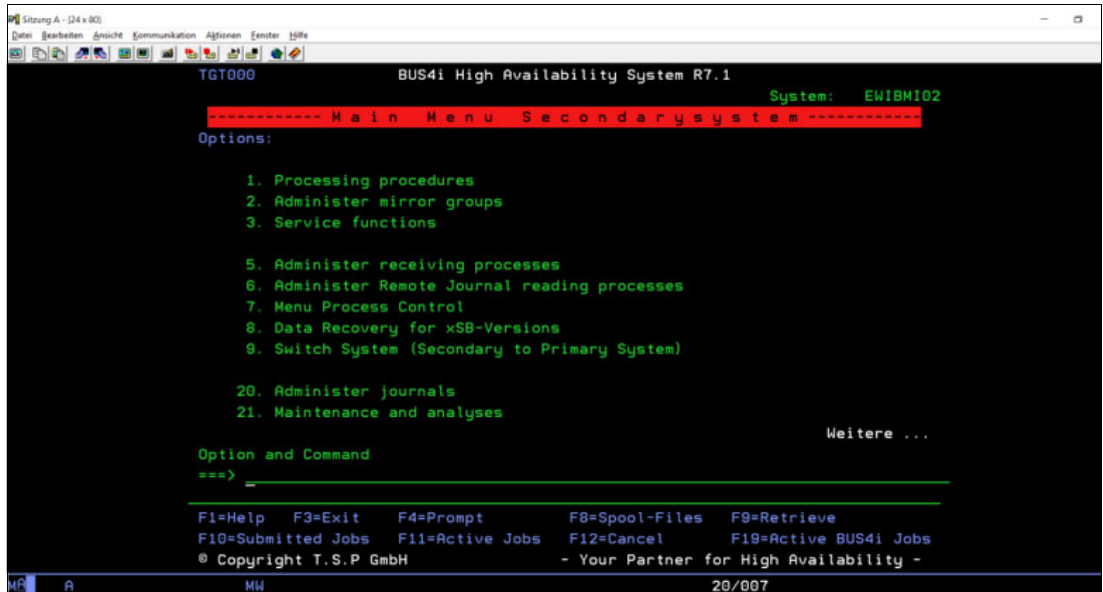 Sitzung A - [24 x 80]
Datei Bearbeiten Ansicht Kommunikation Aktionen Fenster Hilfe
TGT000 BUS4i High Availability System R7.1
System: EWIBMI02
------------ M a i n M e n u S e c o n d a r y s y s t e m ------------
Options:
1. Processing procedures
2. Administer mirror groups
3. Service functions
5. Administer receiving processes
6. Administer Remote Journal reading processes
7. Menu Process Control
8. Data Recovery for xSB-Versions
9. Switch System (Secondary to Primary System)
20. Administer journals
21. Maintenance and analyses
Weitere ...
Option and Command
===> _
F1=Help F3=Exit F4=Prompt F8=Spool-Files F9=Retrieve
F10=Submitted Jobs F11=Active Jobs F12=Cancel F19=Active BUS4i Jobs
© Copyright T.S.P GmbH - Your Partner for High Availability -
MA A MW 20/007